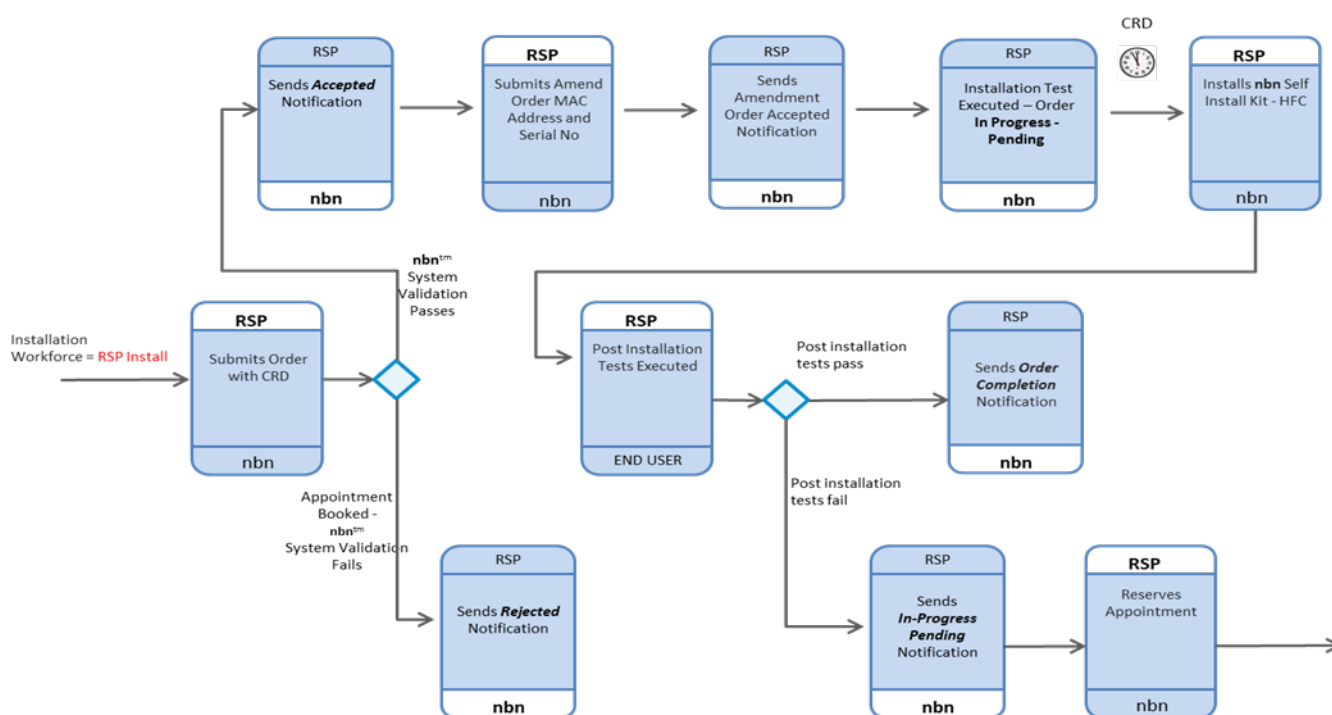 CRD
RSP
Sends Accepted
Notification
nbn
RSP
Submits Amend
Order MAC
Address and
Serial No
nbn
RSP
Sends
Amendment
Order Accepted
Notification
nbn
RSP
Installation Test
Executed – Order
In Progress -
Pending
nbn
RSP
Installs nbn Self
Install Kit - HFC
nbn
nbn™
System
Validation
Passes
Installation
Workforce = RSP Install
RSP
Submits Order
with CRD
nbn
RSP
Post Installation
Tests Executed
END USER
Post installation
tests pass
RSP
Sends Order
Completion
Notification
nbn
Appointment
Booked -
nbn™
System Validation
Fails
Post installation
tests fail
RSP
Sends Rejected
Notification
nbn
RSP
Sends
In-Progress
Pending
Notification
nbn
RSP
Reserves
Appointment
nbn